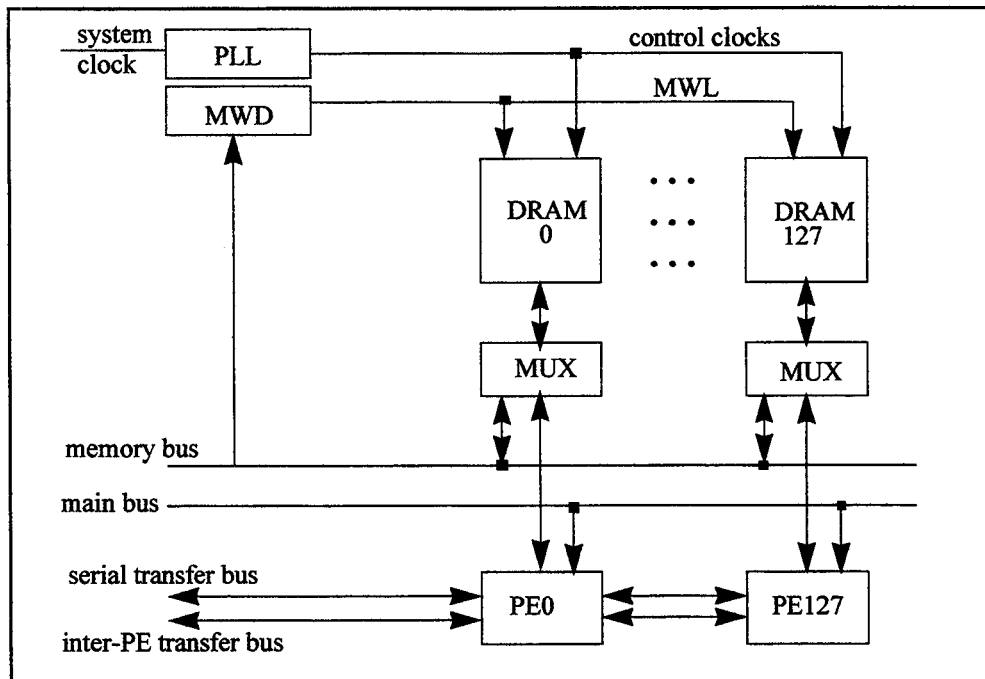 system
clock
PLL
control clocks
MWD
MWL
DRAM
0
DRAM
127
MUX
MUX
memory bus
main bus
serial transfer bus
PE0
PE127
inter-PE transfer bus